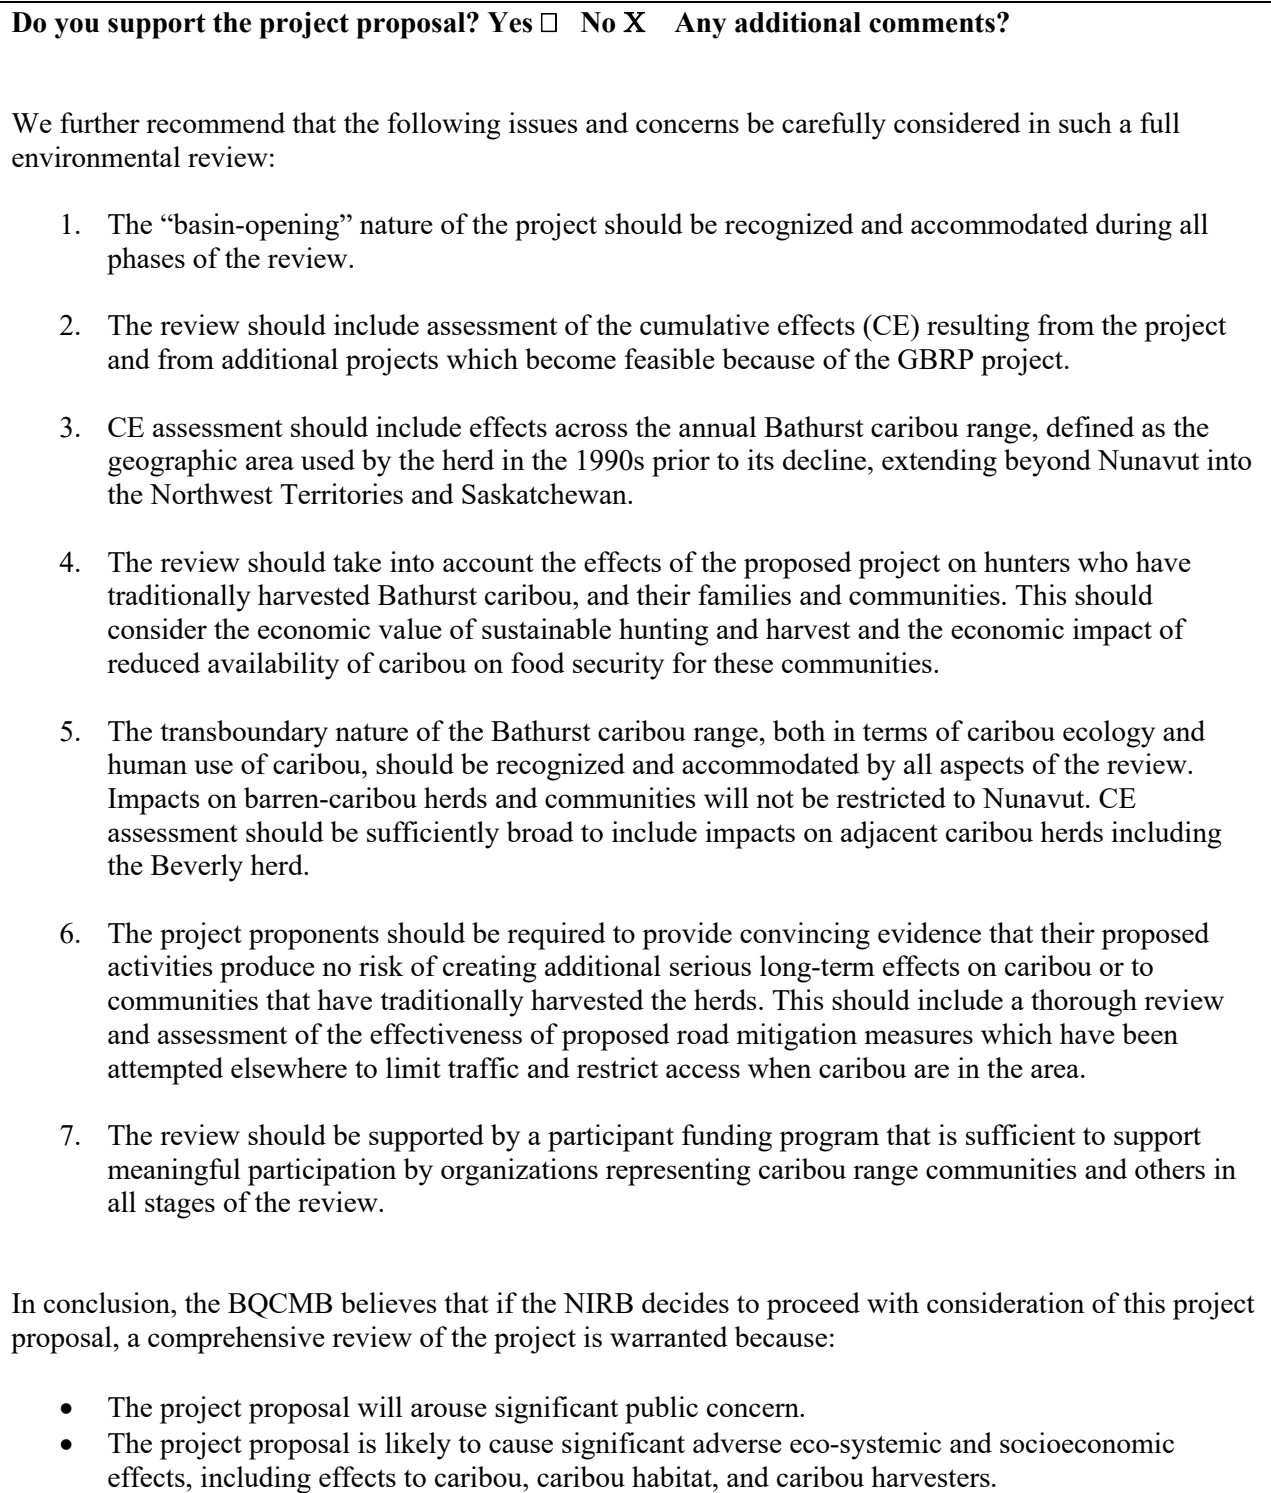 Do you support the project proposal? Yes □ No X Any additional comments?
We further recommend that the following issues and concerns be carefully considered in such a full
environmental review:
1. The “basin-opening” nature of the project should be recognized and accommodated during all
phases of the review.
2. The review should include assessment of the cumulative effects (CE) resulting from the project
and from additional projects which become feasible because of the GBRP project.
3. CE assessment should include effects across the annual Bathurst caribou range, defined as the
geographic area used by the herd in the 1990s prior to its decline, extending beyond Nunavut into
the Northwest Territories and Saskatchewan.
4. The review should take into account the effects of the proposed project on hunters who have
traditionally harvested Bathurst caribou, and their families and communities. This should
consider the economic value of sustainable hunting and harvest and the economic impact of
reduced availability of caribou on food security for these communities.
5. The transboundary nature of the Bathurst caribou range, both in terms of caribou ecology and
human use of caribou, should be recognized and accommodated by all aspects of the review.
Impacts on barren-caribou herds and communities will not be restricted to Nunavut. CE
assessment should be sufficiently broad to include impacts on adjacent caribou herds including
the Beverly herd.
6. The project proponents should be required to provide convincing evidence that their proposed
activities produce no risk of creating additional serious long-term effects on caribou or to
communities that have traditionally harvested the herds. This should include a thorough review
and assessment of the effectiveness of proposed road mitigation measures which have been
attempted elsewhere to limit traffic and restrict access when caribou are in the area.
7. The review should be supported by a participant funding program that is sufficient to support
meaningful participation by organizations representing caribou range communities and others in
all stages of the review.
In conclusion, the BQCMB believes that if the NIRB decides to proceed with consideration of this project
proposal, a comprehensive review of the project is warranted because:
• The project proposal will arouse significant public concern.
• The project proposal is likely to cause significant adverse eco-systemic and socioeconomic
effects, including effects to caribou, caribou habitat, and caribou harvesters.